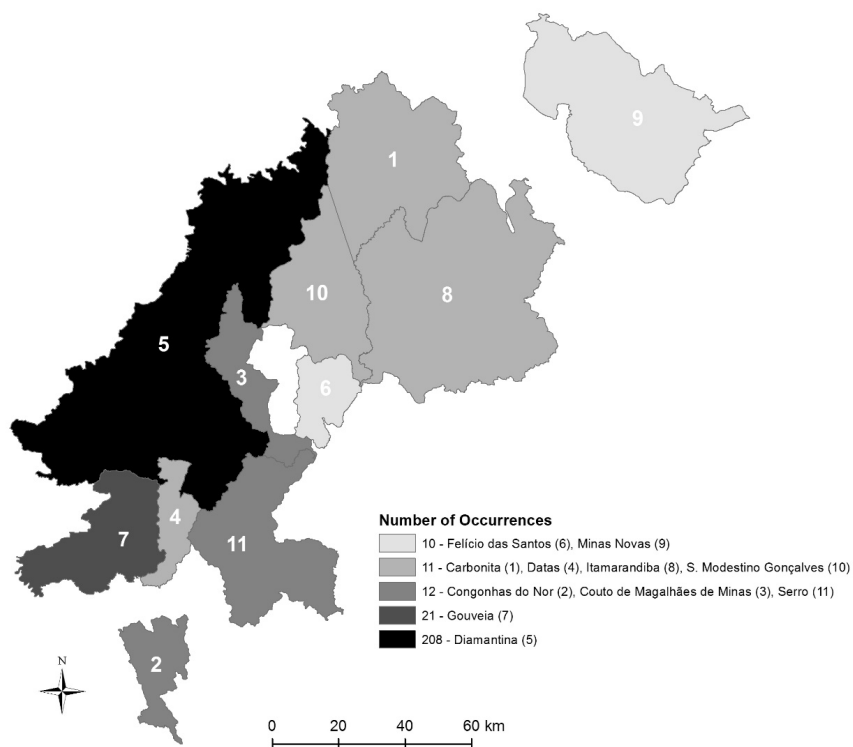 9
1
10
8
5
3
6
4
7
11
2
Number of Occurrences
10 - Felício das Santos (6), Minas Novas (9)
11 - Carbonita (1), Datas (4), Itamarandiba (8), S. Modestino Gonçalves (10)
12 - Congonhas do Nor (2), Couto de Magalhães de Minas (3), Serro (11)
21 - Gouveia (7)
208 - Diamantina (5)
N
0 20 40 60 km